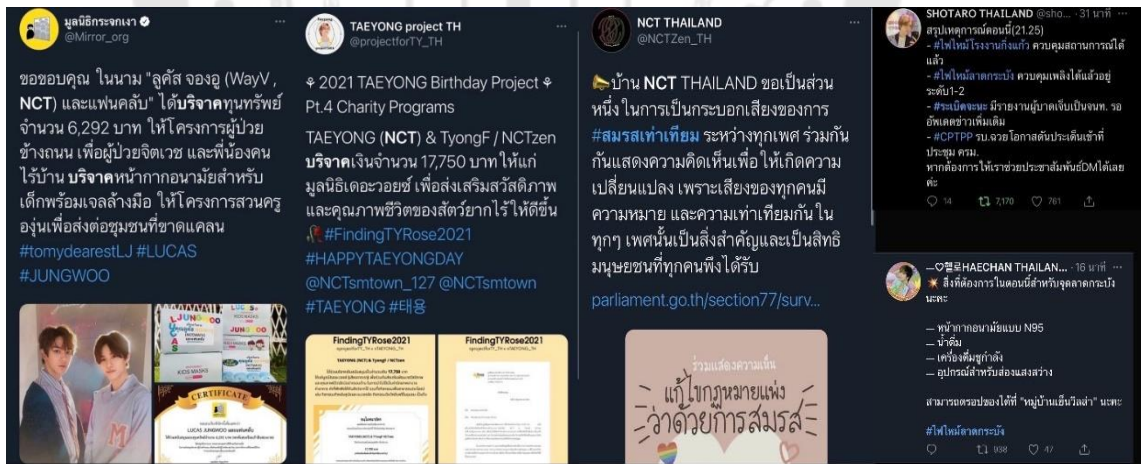 มูลนิธิกระจกเงา
@Mirror_org
ขอขอบคุณ ในนาม "ลูคัส จองอู (WayV ,
NCT) และแฟนคลับ" ได้บริจาคทุนทรัพย์
จำนวน 6,292 บาท ให้โครงการผู้ป่วย
ข้างถนน เพื่อผู้ป่วยจิตเวช และพี่น้องคน
ไร้บ้าน บริจาคหน้ากากอนามัยสำหรับ
เด็กพร้อมเจลล้างมือ ให้โครงการสวนครู
องุ่นเพื่อส่งต่อชุมชนที่ขาดแคลน
#tomydearestLJ #LUCAS
#JUNGWOO
JUNGWOO
LUCAS
KIDS MASKS
CERTIFICATE
LUCAS JUNGWOO และแฟนคลับ
TAEYONG project TH
@projectforTY_TH
⚘ 2021 TAEYONG Birthday Project ⚘
Pt.4 Charity Programs
TAEYONG (NCT) & TyongF / NCTzen
บริจาคเงินจำนวน 17,750 บาท ให้แก่
มูลนิธิเดอะวอยซ์ เพื่อส่งเสริมสวัสดิภาพ
และคุณภาพชีวิตของสัตว์ยากไร้ ให้ดีขึ้น
🥀#FindingTYRose2021
#HAPPYTAEYONGDAY
@NCTsmtown_127 @NCTsmtown
#TAEYONG #태용
FindingTYRose2021
FindingTYRose2021
NCT THAILAND
@NCTZen_TH
📣บ้าน NCT THAILAND ขอเป็นส่วน
หนึ่ง ในการเป็นกระบอกเสียงของการ
#สมรสเท่าเทียม ระหว่างทุกเพศ ร่วมกัน
กันแสดงความคิดเห็นเพื่อ ให้เกิดความ
เปลี่ยนแปลง เพราะเสียงของทุกคนมี
ความหมาย และความเท่าเทียมกัน ใน
ทุกๆ เพศนั้นเป็นสิ่งสำคัญและเป็นสิทธิ
มนุษยชนที่ทุกคนพึงได้รับ
parliament.go.th/section77/surv...
ร่วมแสดงความเห็น
แก้ไขกฎหมายแพ่ง
ว่าด้วยการสมรส
SHOTARO THAILAND @sho... · 31 นาที
สรุปเหตุการณ์ตอนนี้(21.25)
- #ไฟไหม้โรงงานกิ่งแก้ว ควบคุมสถานการณ์ได้
แล้ว
- #ไฟไหม้ลาดกระบัง ควบคุมเพลิงได้แล้วอยู่
ระดับ1-2
- #ระเบิดจะนะ มีรายงานผู้บาดเจ็บเป็นจนท. รอ
อัพเดตข่าวเพิ่มเติม
- #CPTPP รบ.ฉวยโอกาสดันประเด็นเข้าที่
ประชุม ครม.
หากต้องการให้เราช่วยประชาสัมพันธ์DMได้เลย
ค่ะ
14 7,170 761
—♡헬로HAECHAN THAILAN... · 16 นาที
💥 สิ่งที่ต้องการในตอนนี้สำหรับจุดลาดกระบัง
นะคะ
— หน้ากากอนามัยแบบ N95
— น้ำดื่ม
— เครื่องดื่มชูกำลัง
— อุปกรณ์สำหรับส่องแสงสว่าง
สามารถดรอปของได้ที่ "หมู่บ้านเฮ็นวิลล่า" นะคะ
#ไฟไหม้ลาดกระบัง
938 47